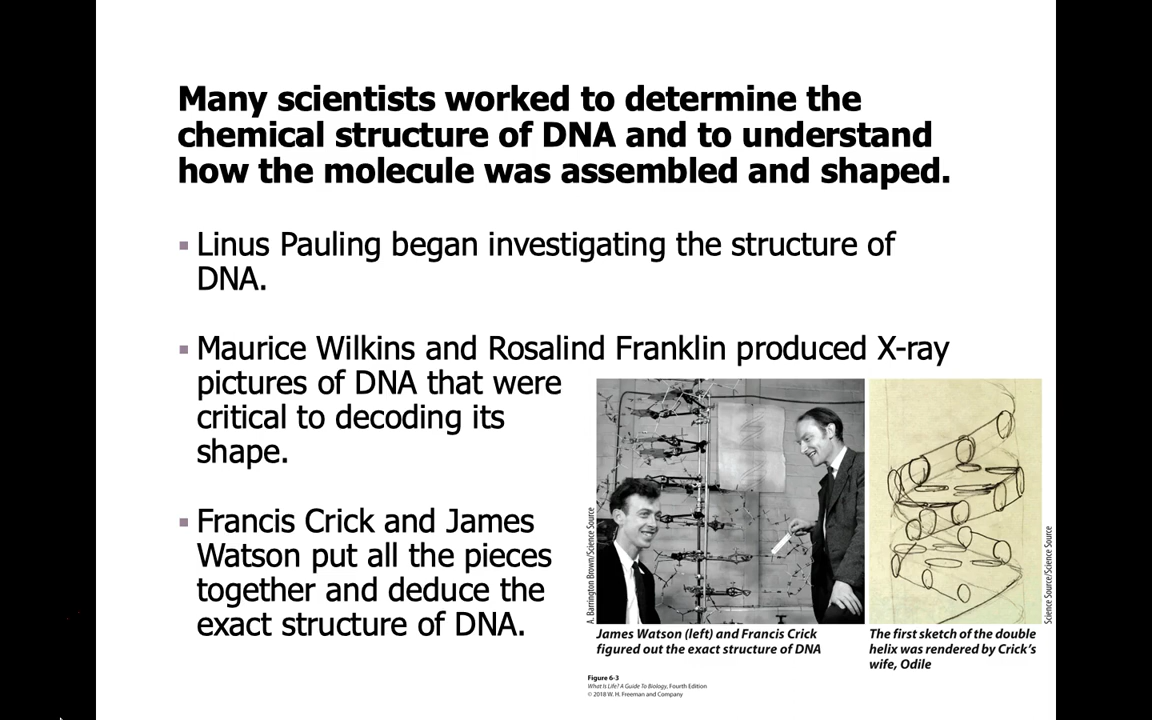 Many scientists worked to determine the
chemical structure of DNA and to understand
how the molecule was assembled and shaped.
▪ Linus Pauling began investigating the structure of
DNA.
▪ Maurice Wilkins and Rosalind Franklin produced X-ray
pictures of DNA that were
critical to decoding its
shape.
▪ Francis Crick and James
Watson put all the pieces
together and deduce the
exact structure of DNA.
A. Barrington Brown/Science Source
James Watson (left) and Francis Crick
figured out the exact structure of DNA
Science Source/Science Source
The first sketch of the double
helix was rendered by Crick's
wife, Odile
Figure 6-3
What Is Life? A Guide To Biology, Fourth Edition
© 2018 W. H. Freeman and Company